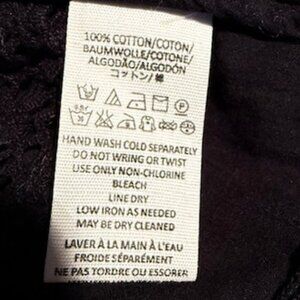 100% COTTON/COTON/
BAUMWOLLE/COTONE/
ALGODÃO/ALGODÓN
コットン/棉
P
HAND WASH COLD SEPARATELY
DO NOT WRING OR TWIST
USE ONLY NON-CHLORINE
BLEACH
LINE DRY
LOW IRON AS NEEDED
MAY BE DRY CLEANED
LAVER À LA MAIN À L'EAU
FROIDE SÉPARÉMENT
NE PAS TORDRE OU ESSORER